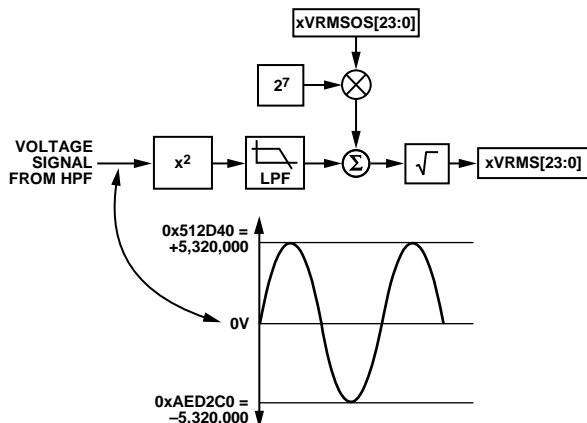 xVRMSOS[23:0]
2⁷
VOLTAGE
SIGNAL
FROM HPF
x²
LPF
Σ
√
xVRMS[23:0]
0x512D40 =
+5,320,000
0V
0xAED2C0 =
–5,320,000